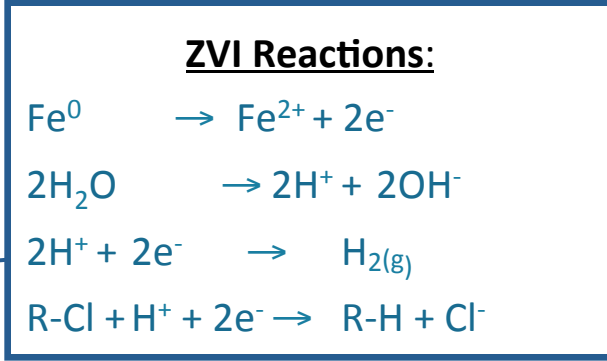 ZVI Reactions:
Fe⁰ → Fe²⁺ + 2e⁻
2H₂O → 2H⁺ + 2OH⁻
2H⁺ + 2e⁻ → H₂₍g₎
R-Cl + H⁺ + 2e⁻ → R-H + Cl⁻